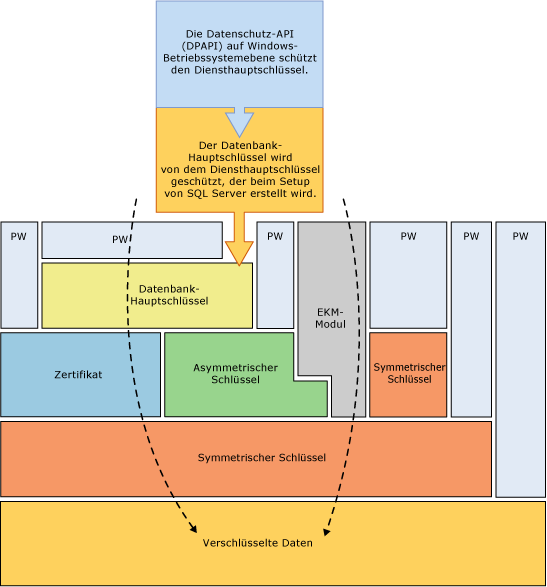 Die Datenschutz-API
(DPAPI) auf Windows-
Betriebssystemebene schützt
den Diensthauptschlüssel.
Der Datenbank-
Hauptschlüssel wird
von dem Diensthauptschlüssel
geschützt, der beim Setup
von SQL Server erstellt wird.
PW
PW
PW
PW
PW
PW
Datenbank-
Hauptschlüssel
EKM-
Modul
Zertifikat
Asymmetrischer
Schlüssel
Symmetrischer
Schlüssel
Symmetrischer Schlüssel
Verschlüsselte Daten